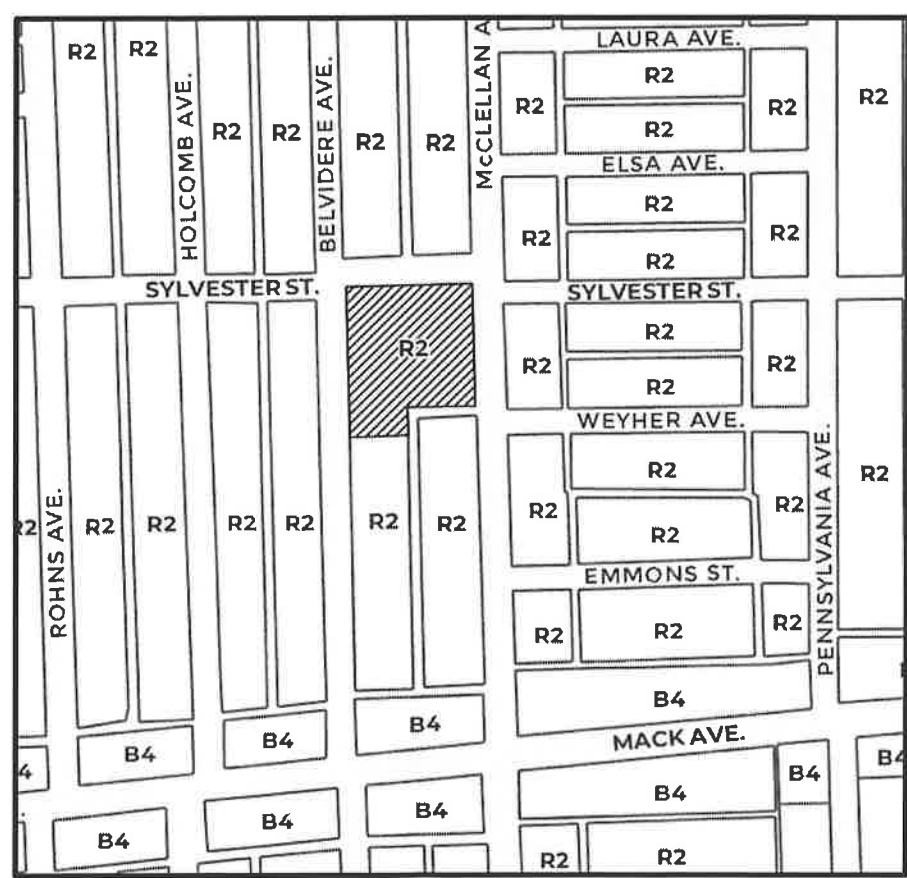 LAURA AVE.
R2
R2
R2
R2
R2
R2
R2
R2
R2
R2
R2
R2
HOLCOMB AVE.
BELVIDERE AVE.
McCLELLAN A
ELSA AVE.
R2
R2
R2
R2
SYLVESTER ST.
SYLVESTER ST.
R2
R2
R2
R2
R2
WEYHER AVE.
R2
R2
R2
R2
R2
R2
R2
R2
R2
R2
R2
R2
ROHNS AVE.
EMMONS ST.
PENNSYLVANIA AVE.
R2
R2
R2
B4
B4
B4
B4
MACK AVE.
4
B4
B4
B4
B4
B4
B4
R2
R2